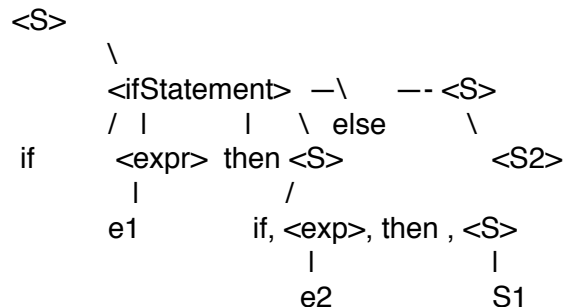 <S>
\
<ifStatement> —\ —- <S>
/ | | \ else \
if <expr> then <S> <S2>
| /
e1 if, <exp>, then , <S>
| |
e2 S1